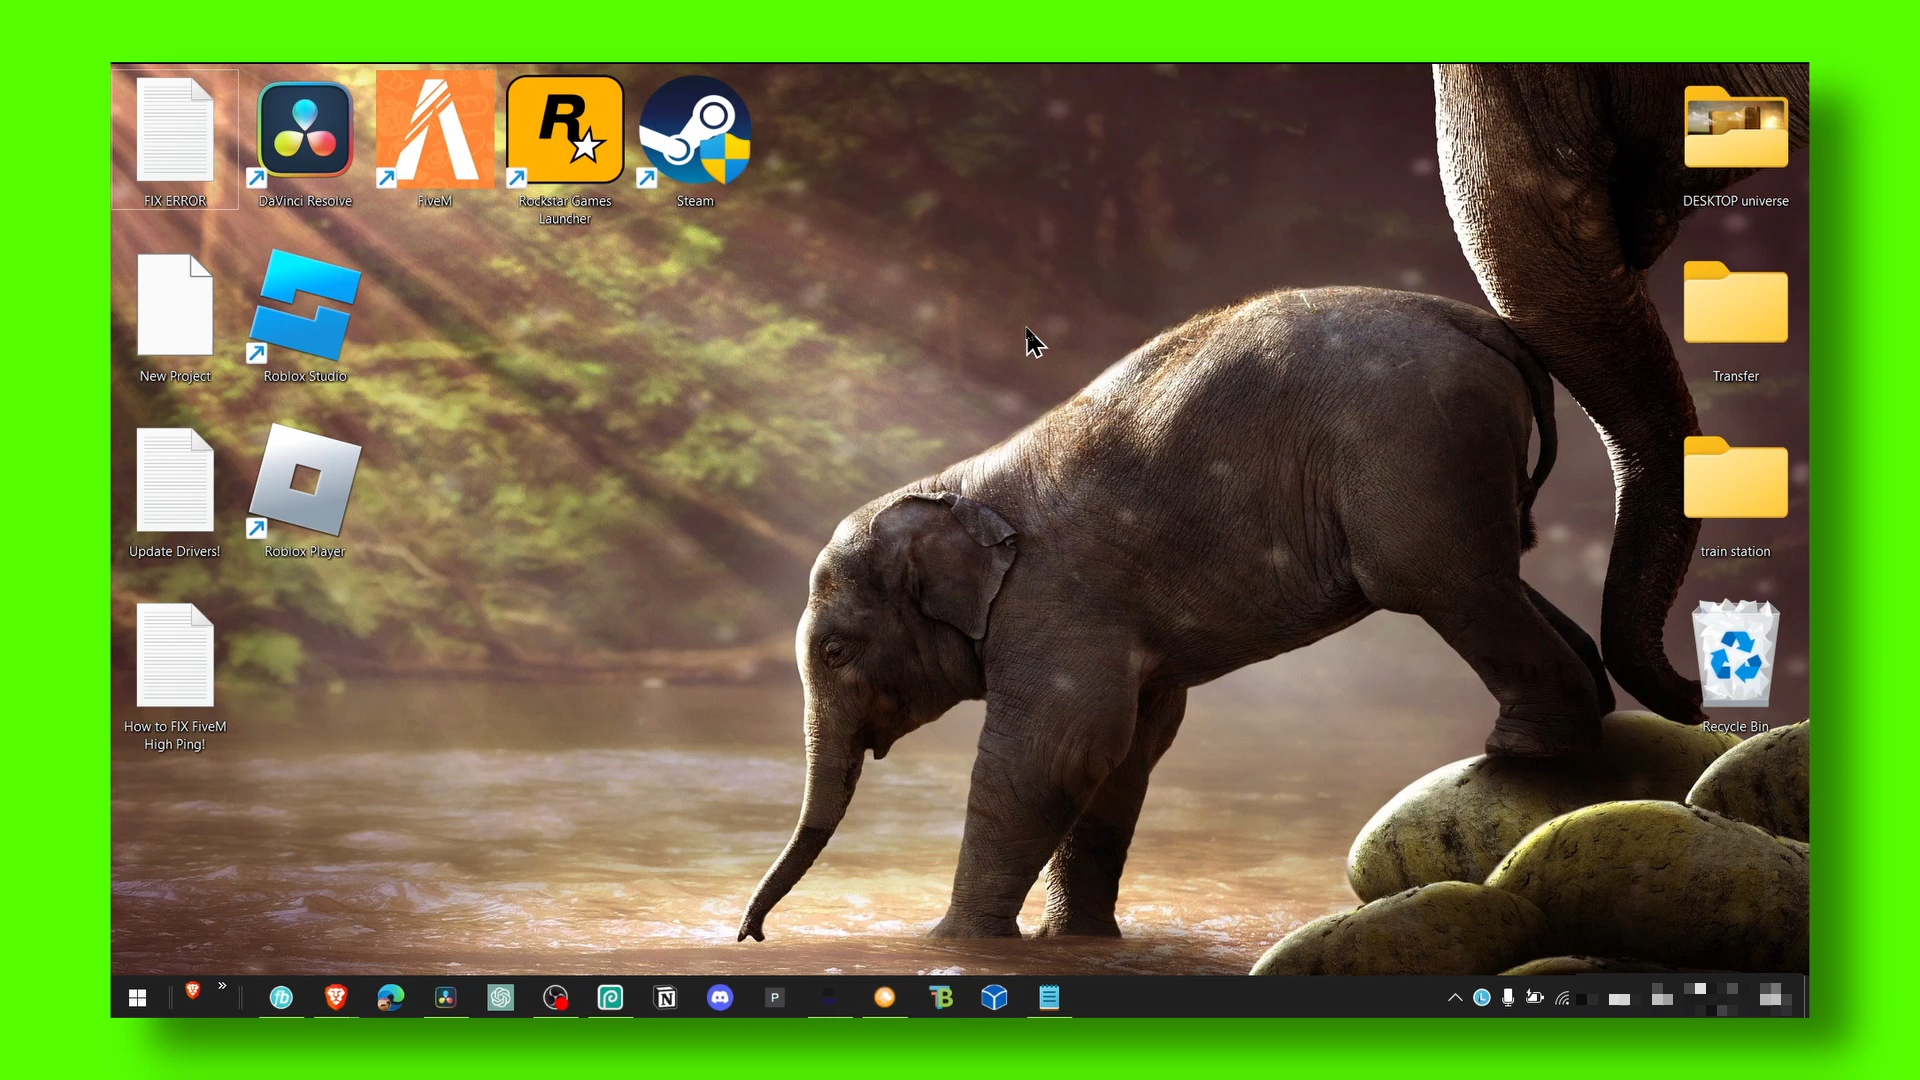 FIX ERROR
DaVinci Resolve
FiveM
Rockstar Games
Launcher
Steam
DESKTOP universe
New Project
Roblox Studio
Transfer
Update Drivers!
Roblox Player
train station
How to FIX FiveM
High Ping!
Recycle Bin